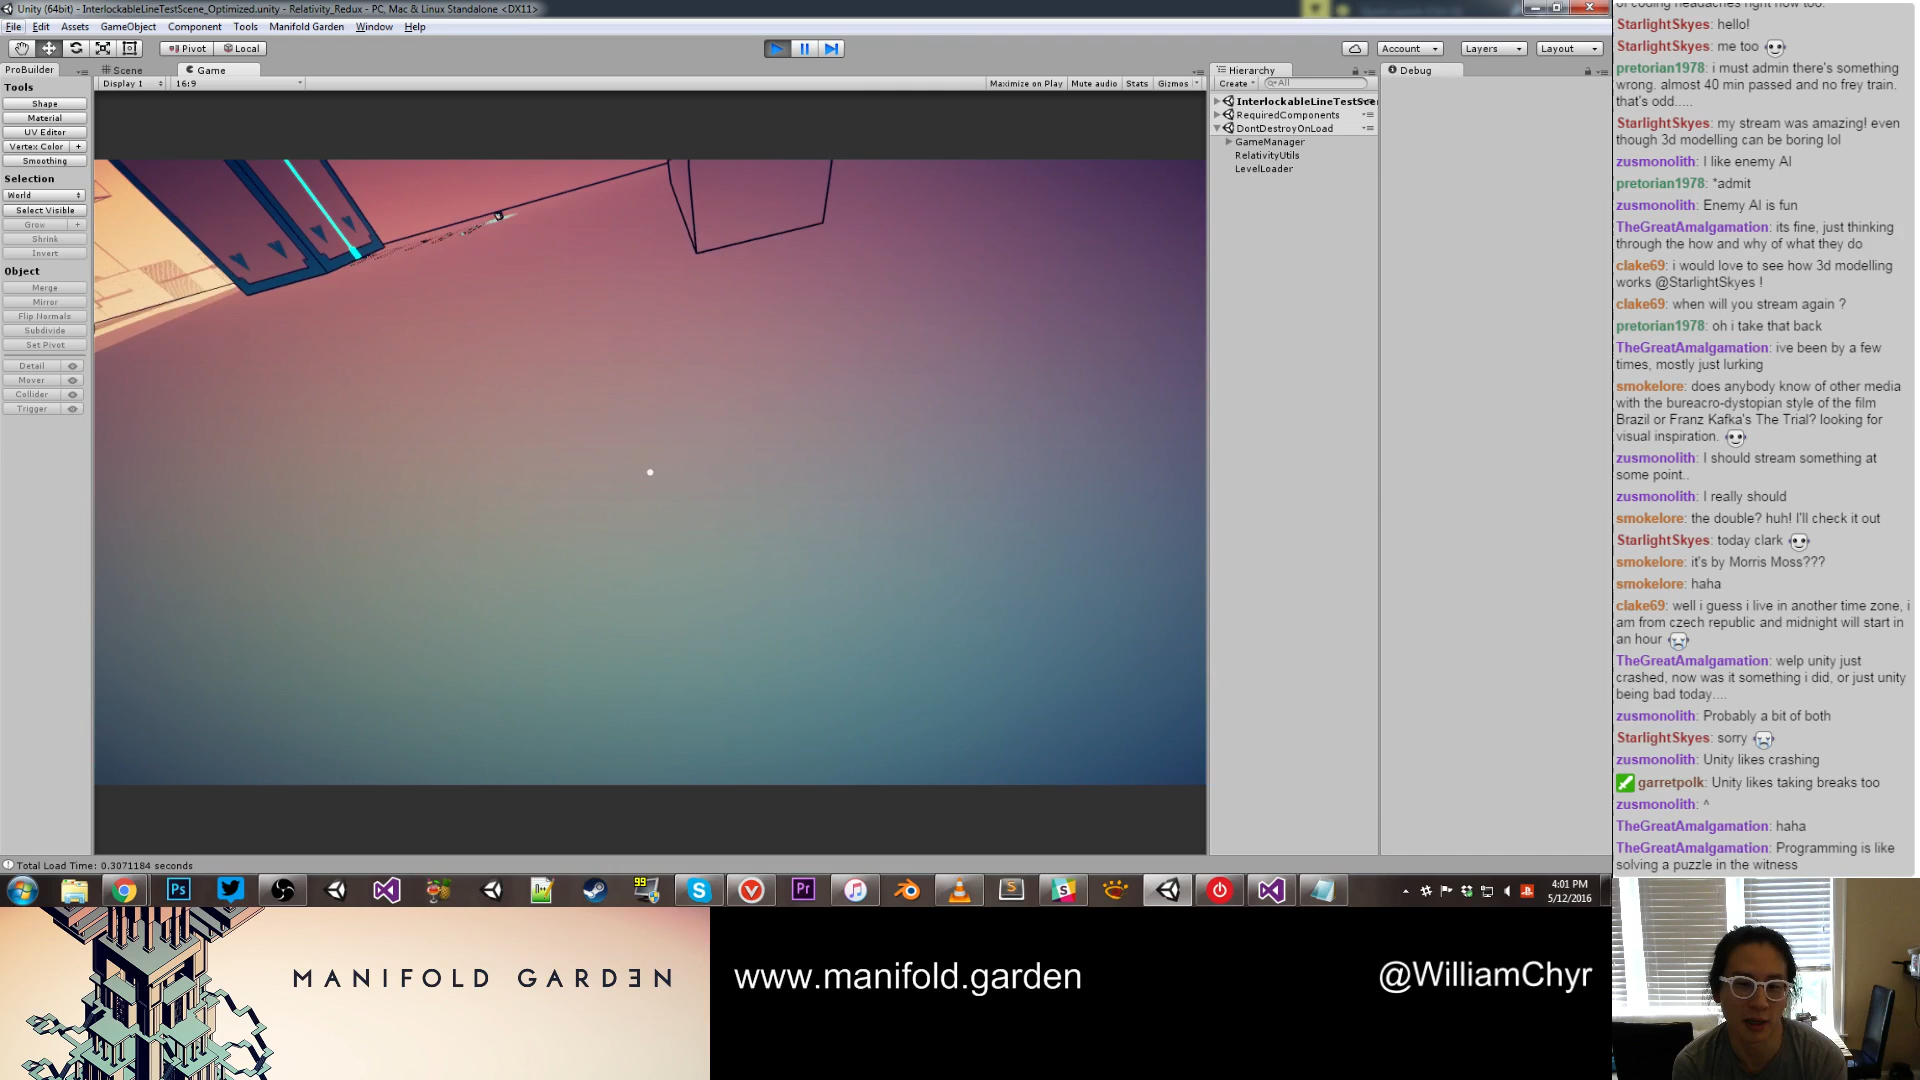 Unity (64bit) - InterlockableLineTestScene_Optimized.unity - Relativity_Redux - PC, Mac & Linux Standalone <DX11>
File Edit Assets GameObject Component Tools Manifold Garden Window Help
Pivot Local Account Layers Layout
ProBuilder Scene Game Hierarchy Debug
Display 1 16:9 Maximize on Play Mute audio Stats Gizmos Create All
Tools
Shape
Material
UV Editor
Vertex Color +
Smoothing
Selection
World
Select Visible
Grow +
Shrink
Invert
Object
Merge
Mirror
Flip Normals
Subdivide
Set Pivot
Detail
Mover
Collider
Trigger
InterlockableLineTestScer
RequiredComponents
DontDestroyOnLoad
GameManager
RelativityUtils
LevelLoader
Total Load Time: 0.3071184 seconds
of coding headaches right now too.
StarlightSkyes: hello!
StarlightSkyes: me too
pretorian1978: i must admin there's something
wrong. almost 40 min passed and no frey train.
that's odd.....
StarlightSkyes: my stream was amazing! even
though 3d modelling can be boring lol
zusmonolith: I like enemy AI
pretorian1978: *admit
zusmonolith: Enemy AI is fun
TheGreatAmalgamation: its fine, just thinking
through the how and why of what they do
clake69: i would love to see how 3d modelling
works @StarlightSkyes !
clake69: when will you stream again ?
pretorian1978: oh i take that back
TheGreatAmalgamation: ive been by a few
times, mostly just lurking
smokelore: does anybody know of other media
with the bureacro-dystopian style of the film
Brazil or Franz Kafka's The Trial? looking for
visual inspiration.
zusmonolith: I should stream something at
some point..
zusmonolith: I really should
smokelore: the double? huh! I'll check it out
StarlightSkyes: today clark
smokelore: it's by Morris Moss???
smokelore: haha
clake69: well i guess i live in another time zone, i
am from czech republic and midnight will start in
an hour
TheGreatAmalgamation: welp unity just
crashed, now was it something i did, or just unity
being bad today....
zusmonolith: Probably a bit of both
StarlightSkyes: sorry
zusmonolith: Unity likes crashing
garretpolk: Unity likes taking breaks too
zusmonolith: ^
TheGreatAmalgamation: haha
TheGreatAmalgamation: Programming is like
solving a puzzle in the witness
Ps 99 Pr
4:01 PM
5/12/2016
MANIFOLD GARDƎN
www.manifold.garden
@WilliamChyr